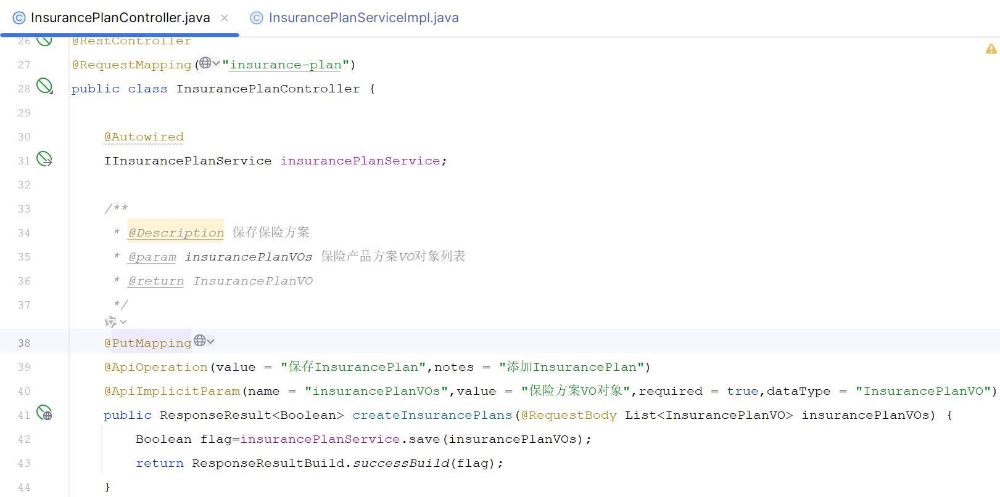 InsurancePlanController.java InsurancePlanServiceImpl.java
26 @RestController
27 @RequestMapping("insurance-plan")
28 public class InsurancePlanController {
29
30 @Autowired
31 IInsurancePlanService insurancePlanService;
32
33 /**
34 * @Description 保存保险方案
35 * @param insurancePlanVOs 保险产品方案VO对象列表
36 * @return InsurancePlanVO
37 */
38 @PutMapping
39 @ApiOperation(value = "保存InsurancePlan",notes = "添加InsurancePlan")
40 @ApiImplicitParam(name = "insurancePlanVOs",value = "保险方案VO对象",required = true,dataType = "InsurancePlanVO")
41 public ResponseResult<Boolean> createInsurancePlans(@RequestBody List<InsurancePlanVO> insurancePlanVOs) {
42 Boolean flag=insurancePlanService.save(insurancePlanVOs);
43 return ResponseResultBuild.successBuild(flag);
44 }